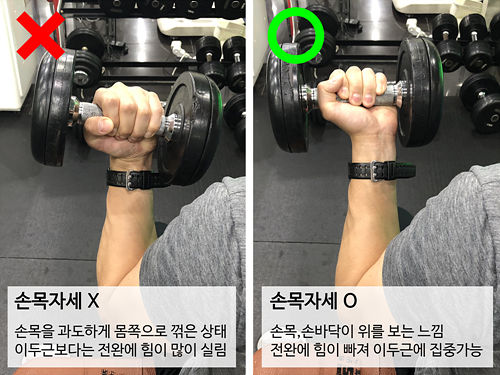 손목자세 X
손목을 과도하게 몸쪽으로 꺾은 상태
이두근보다는 전완에 힘이 많이 실림
손목자세 O
손목,손바닥이 위를 보는 느낌
전완에 힘이 빠져 이두근에 집중가능